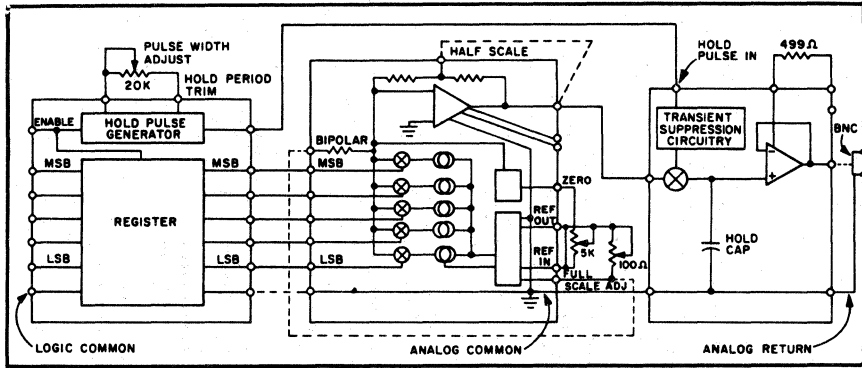 PULSE WIDTH
ADJUST
20K
HOLD PERIOD
TRIM
ENABLE
HOLD PULSE
GENERATOR
MSB
MSB
REGISTER
LSB
LSB
LOGIC COMMON
HALF SCALE
BIPOLAR
MSB
LSB
ZERO
REF
OUT
REF
IN
5K
100Ω
FULL
SCALE ADJ
ANALOG COMMON
HOLD
PULSE IN
499Ω
TRANSIENT
SUPPRESSION
CIRCUITRY
BNC
-
+
HOLD
CAP
ANALOG RETURN